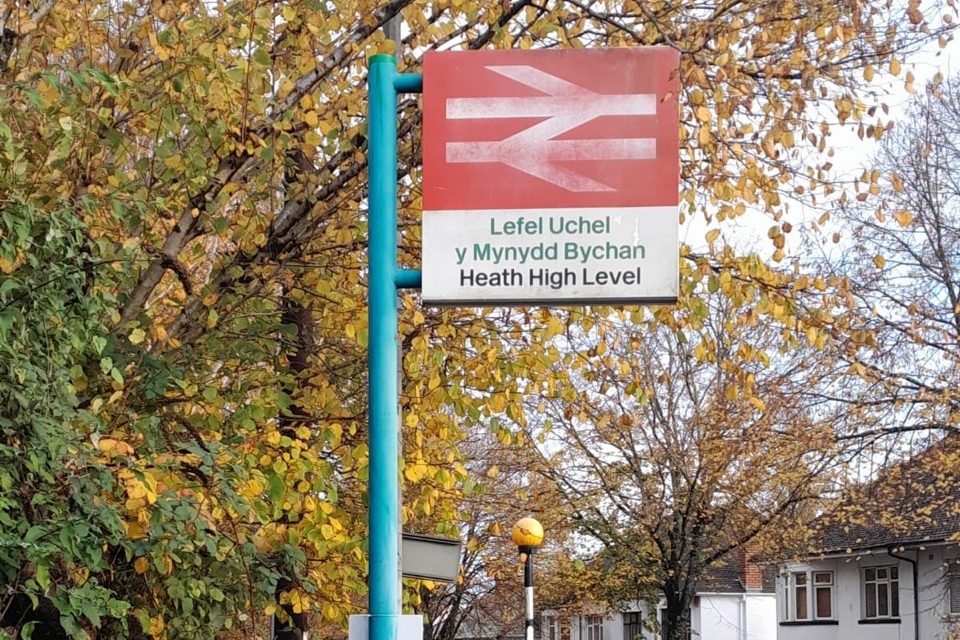 Lefel Uchel
y Mynydd Bychan
Heath High Level